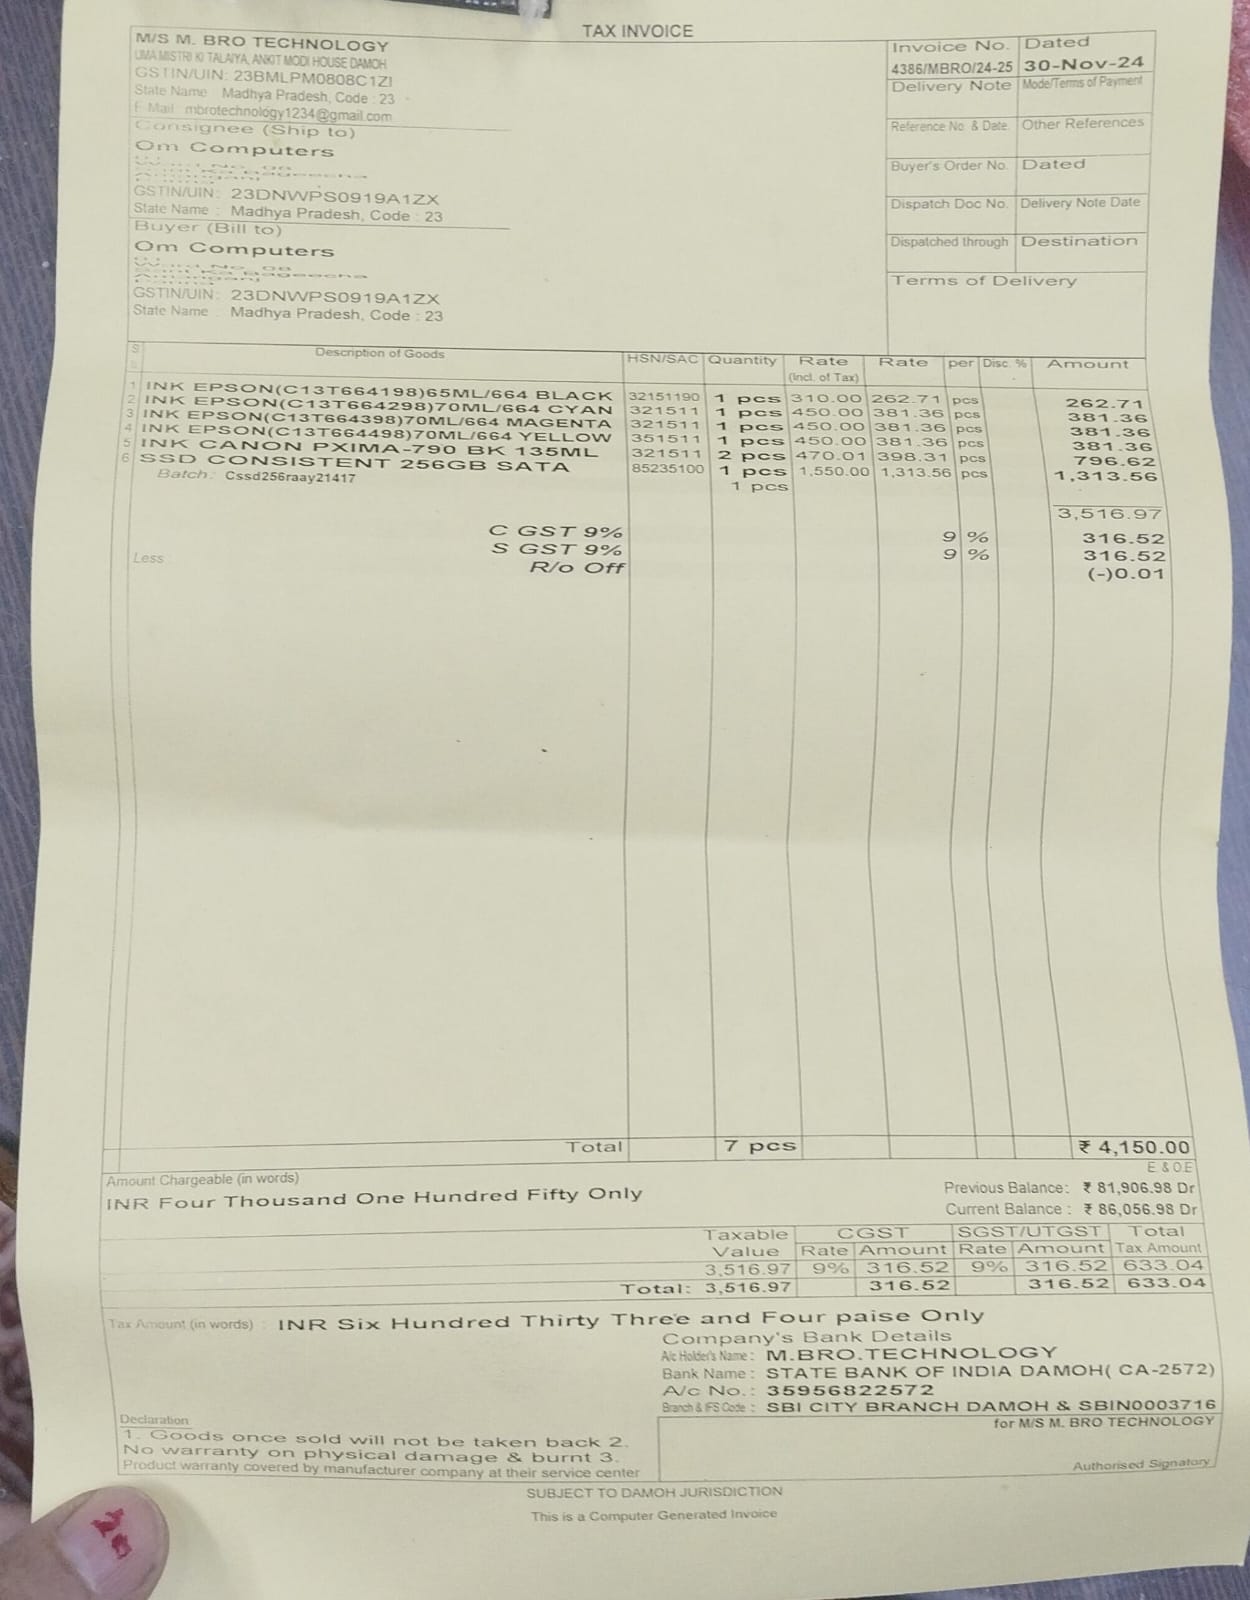 TAX INVOICE
M/S M. BRO TECHNOLOGY
UMA MISTRI KI TALAIYA, ANKIT MODI HOUSE DAMOH
GSTIN/UIN: 23BMLPM0808C1ZI
State Name : Madhya Pradesh, Code : 23
E-Mail : mbrotechnology1234@gmail.com
Consignee (Ship to)
Om Computers
GSTIN/UIN: 23DNWPS0919A1ZX
State Name : Madhya Pradesh, Code : 23
Buyer (Bill to)
Om Computers
Ward No. 08
GSTIN/UIN: 23DNWPS0919A1ZX
State Name : Madhya Pradesh, Code : 23
Invoice No. Dated
4386/MBRO/24-25 30-Nov-24
Delivery Note Mode/Terms of Payment
Reference No. & Date. Other References
Buyer's Order No. Dated
Dispatch Doc No. Delivery Note Date
Dispatched through Destination
Terms of Delivery
S Description of Goods HSN/SAC Quantity Rate Rate per Disc. % Amount
(Incl. of Tax)
1 INK EPSON(C13T664198)65ML/664 BLACK 32151190 1 pcs 310.00 262.71 pcs 262.71
2 INK EPSON(C13T664298)70ML/664 CYAN 321511 1 pcs 450.00 381.36 pcs 381.36
3 INK EPSON(C13T664398)70ML/664 MAGENTA 321511 1 pcs 450.00 381.36 pcs 381.36
4 INK EPSON(C13T664498)70ML/664 YELLOW 351511 1 pcs 450.00 381.36 pcs 381.36
5 INK CANON PXIMA-790 BK 135ML 321511 2 pcs 470.01 398.31 pcs 796.62
6 SSD CONSISTENT 256GB SATA 85235100 1 pcs 1,550.00 1,313.56 pcs 1,313.56
Batch : Cssd256raay21417 1 pcs
3,516.97
C GST 9% 9 % 316.52
S GST 9% 9 % 316.52
Less : R/o Off (-)0.01
Total 7 pcs ₹ 4,150.00
E. & O.E
Amount Chargeable (in words)
INR Four Thousand One Hundred Fifty Only
Previous Balance: ₹ 81,906.98 Dr
Current Balance : ₹ 86,056.98 Dr
Taxable CGST SGST/UTGST Total
Value Rate Amount Rate Amount Tax Amount
3,516.97 9% 316.52 9% 316.52 633.04
Total: 3,516.97 316.52 316.52 633.04
Tax Amount (in words) : INR Six Hundred Thirty Three and Four paise Only
Company's Bank Details
A/c Holder's Name : M.BRO.TECHNOLOGY
Bank Name : STATE BANK OF INDIA DAMOH( CA-2572)
A/c No. : 35956822572
Branch & IFS Code : SBI CITY BRANCH DAMOH & SBIN0003716
Declaration
1. Goods once sold will not be taken back 2.
No warranty on physical damage & burnt 3.
Product warranty covered by manufacturer company at their service center
for M/S M. BRO TECHNOLOGY
Authorised Signatory
SUBJECT TO DAMOH JURISDICTION
This is a Computer Generated Invoice